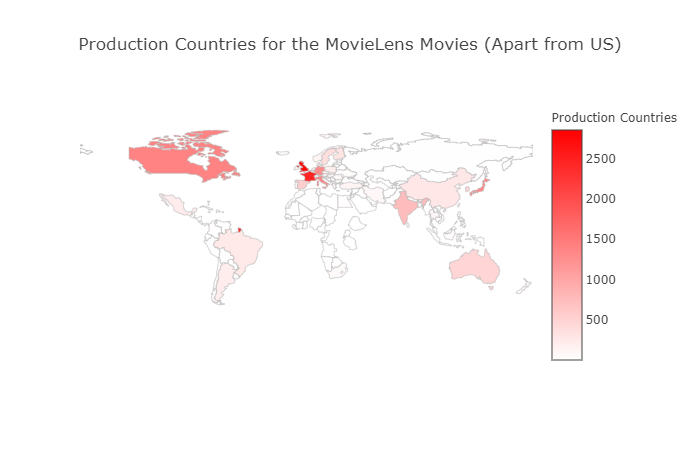 Production Countries for the MovieLens Movies (Apart from US)
Production Countries
2500
2000
1500
1000
500